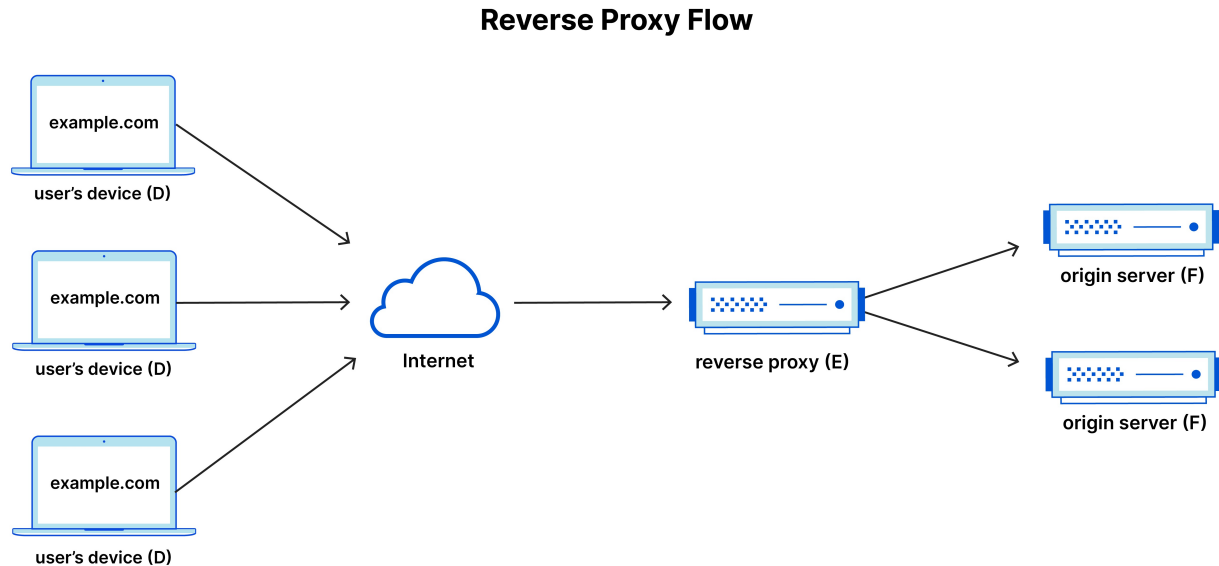 Reverse Proxy Flow
example.com
user’s device (D)
example.com
user’s device (D)
example.com
user’s device (D)
Internet
reverse proxy (E)
origin server (F)
origin server (F)